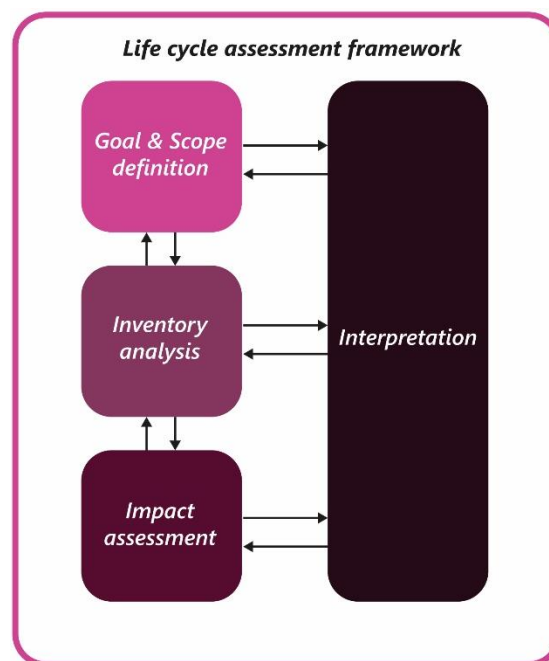 Life cycle assessment framework
Goal & Scope
definition
Inventory
analysis
Interpretation
Impact
assessment